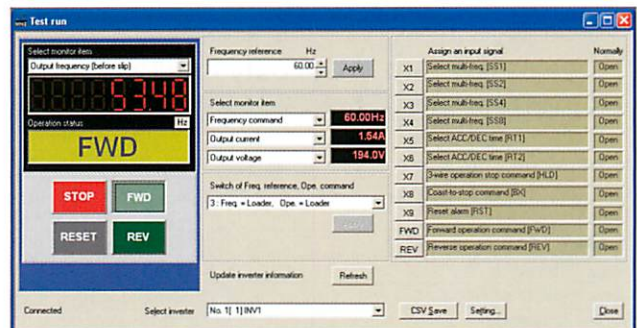 Test run
Select monitor item
Output frequency (before slip)
53.48
Operation status
Hz
FWD
STOP
FWD
RESET
REV
Frequency reference Hz
60.00
Apply
Select monitor item
Frequency command
60.00Hz
Output current
1.54A
Output voltage
194.0V
Switch of Freq. reference, Ope. command
3 : Freq. = Loader, Ope. = Loader
Apply
Update inverter information
Refresh
Assign an input signal
Normally
X1 Select multi-freq. [SS1] Open
X2 Select multi-freq. [SS2] Open
X3 Select multi-freq. [SS4] Open
X4 Select multi-freq. [SS8] Open
X5 Select ACC/DEC time [RT1] Open
X6 Select ACC/DEC time [RT2] Open
X7 3-wire operation stop command [HLD] Open
X8 Coast-to-stop command [BX] Open
X9 Reset alarm [RST] Open
FWD Forward operation command [FWD] Open
REV Reverse operation command [REV] Open
Connected
Select inverter
No. 1[ 1] INV1
CSV Save
Setting...
Close